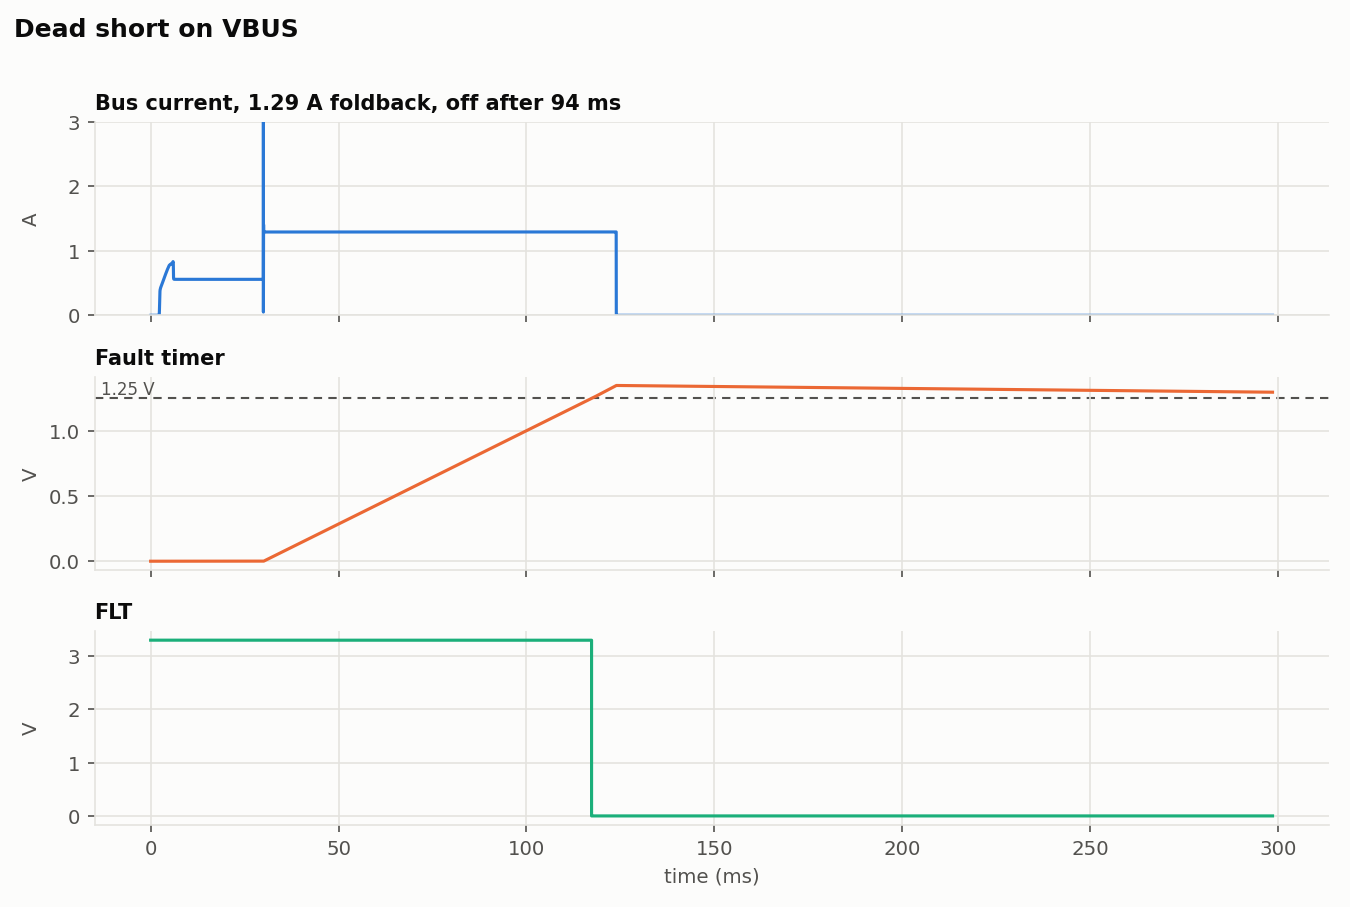 Dead short on VBUS
Bus current, 1.29 A foldback, off after 94 ms
3
2
1
0
A
Fault timer
1.25 V
1.0
0.5
0.0
V
FLT
3
2
1
0
V
0 50 100 150 200 250 300
time (ms)